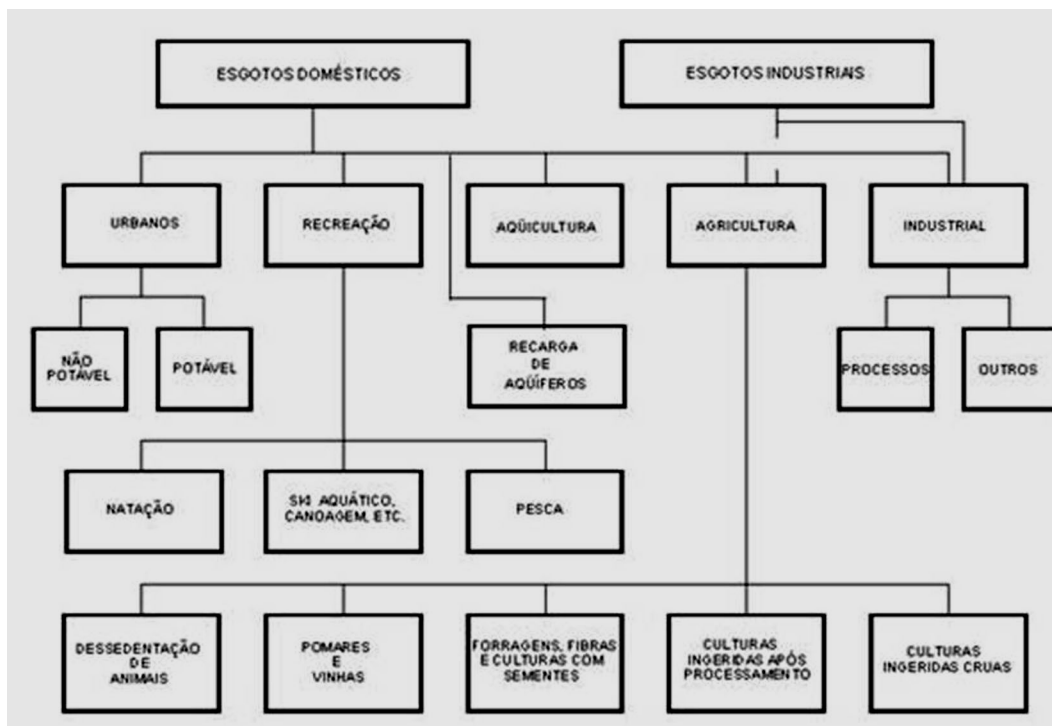 ESGOTOS DOMÉSTICOS
ESGOTOS INDUSTRIAIS
URBANOS
RECREAÇÃO
AQÜICULTURA
AGRICULTURA
INDUSTRIAL
NÃO
POTÁVEL
POTÁVEL
RECARGA
DE
AQÜÍFEROS
PROCESSOS
OUTROS
NATAÇÃO
SKI AQUÁTICO,
CANOAGEM, ETC.
PESCA
DESSEDENTAÇÃO
DE
ANIMAIS
POMARES
E
VINHAS
FORRAGENS, FIBRAS
E CULTURAS COM
SEMENTES
CULTURAS
INGERIDAS APÓS
PROCESSAMENTO
CULTURAS
INGERIDAS CRUAS